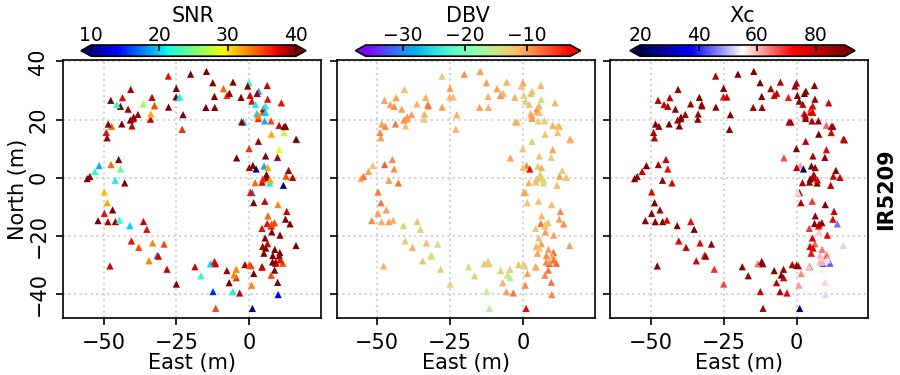 SNR DBV Xc
10 20 30 40 −30 −20 −10 20 40 60 80
40
20
0
−20
−40
North (m)
IR5209
−50 −25 0 −50 −25 0 −50 −25 0
East (m) East (m) East (m)